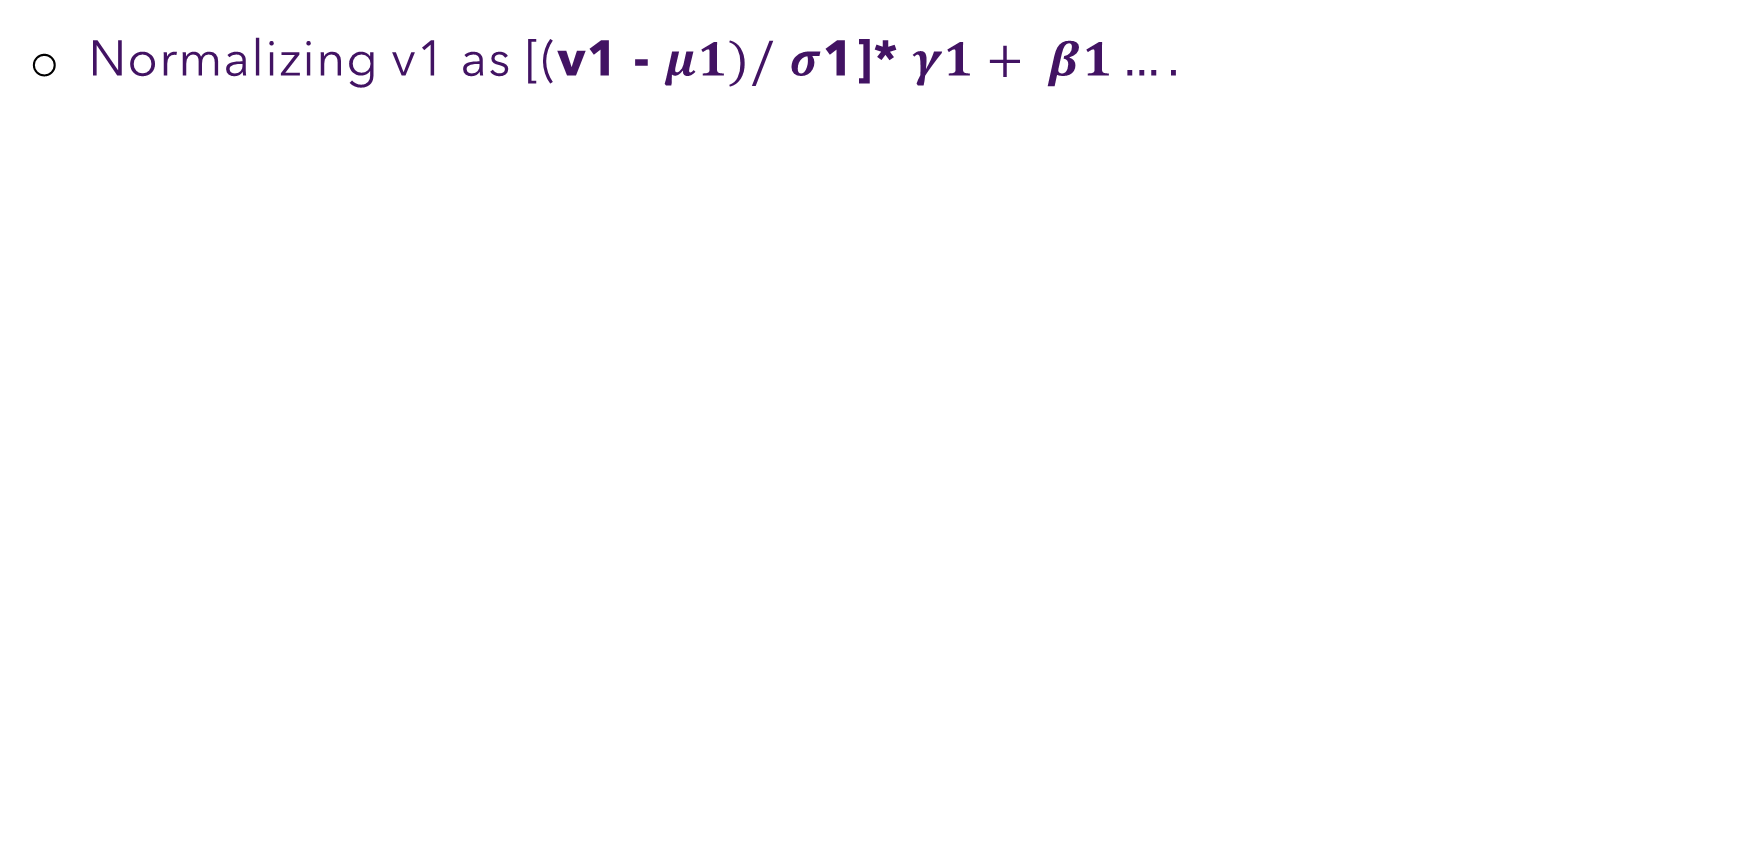 ○ Normalizing v1 as [(v1 - 𝝁𝟏)/ 𝝈1]* 𝜸𝟏 + 𝜷𝟏 ... .